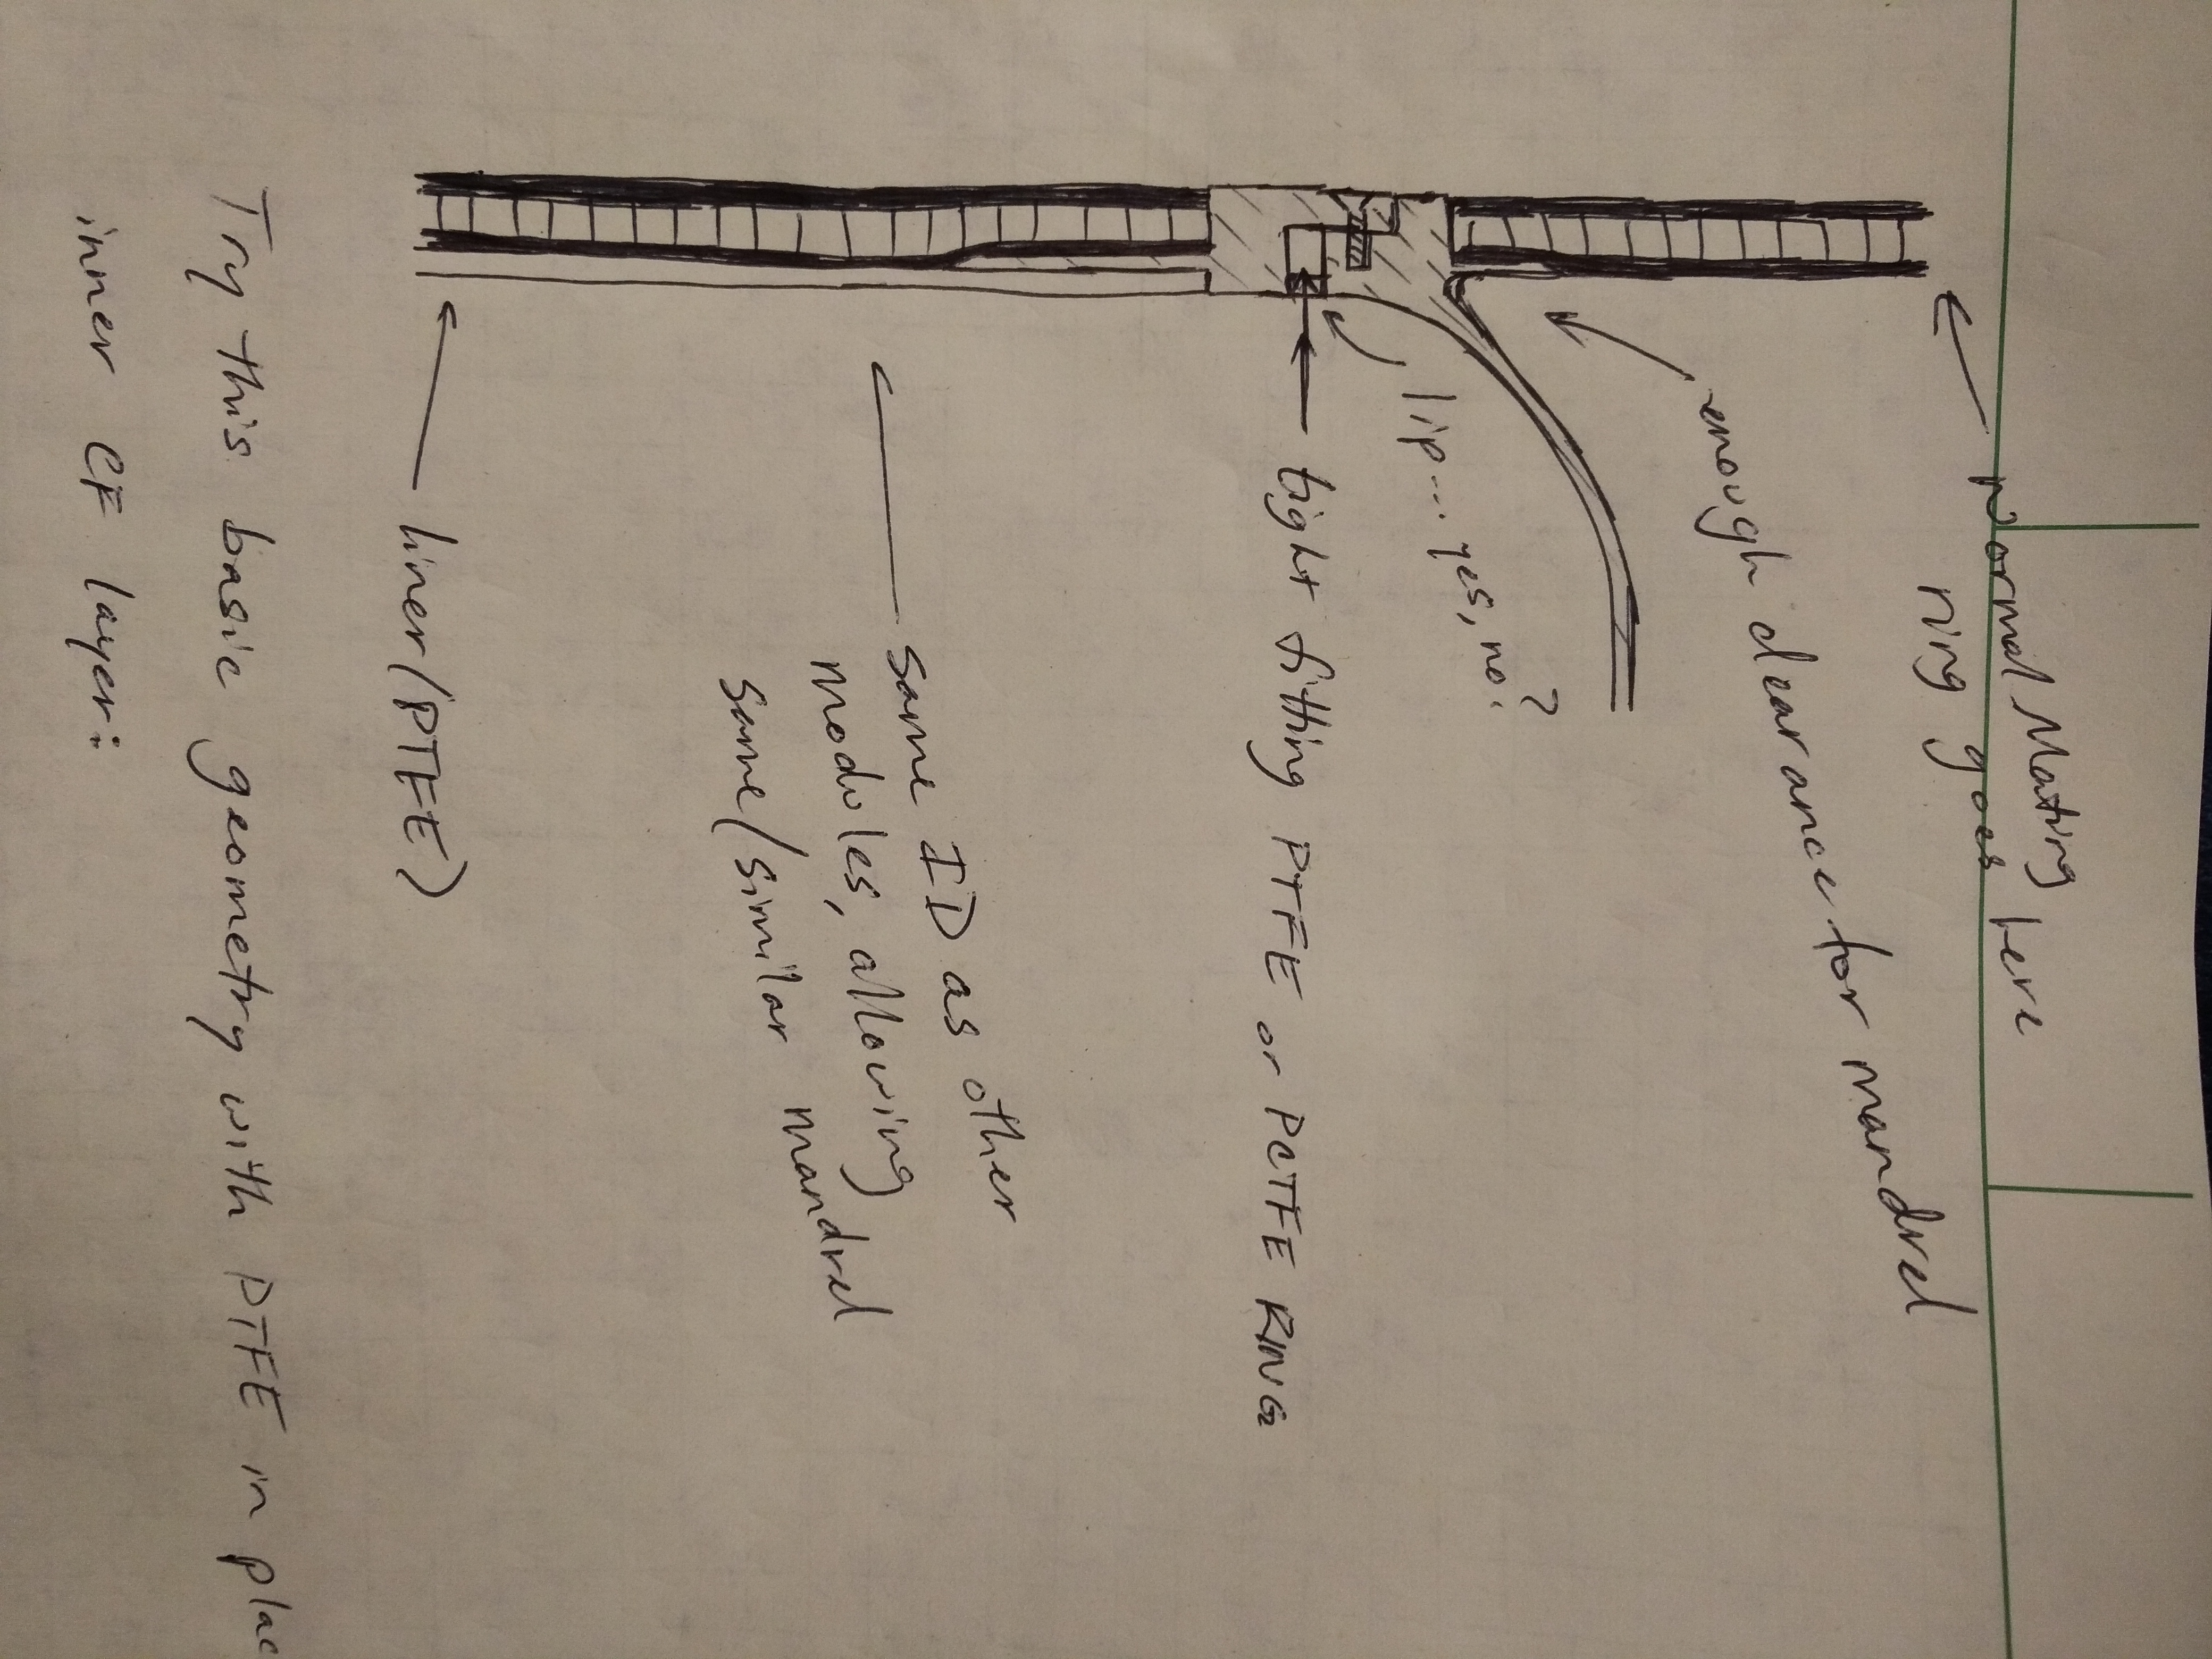 Normal Mating
ring goes here
enough clearance for mandrel
lip... yes, no?
tight fitting PTFE or PCTFE RING
same ID as other
modules, allowing
same/similar mandrel
liner/PTFE)
Try this basic geometry with PTFE in plac
inner CF layer: